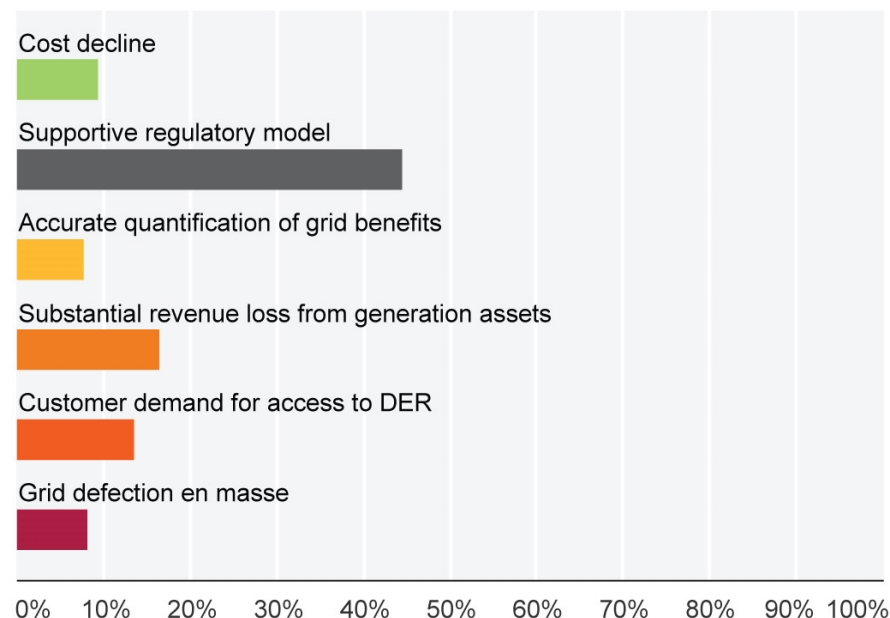 Cost decline
Supportive regulatory model
Accurate quantification of grid benefits
Substantial revenue loss from generation assets
Customer demand for access to DER
Grid defection en masse
0% 10% 20% 30% 40% 50% 60% 70% 80% 90% 100%